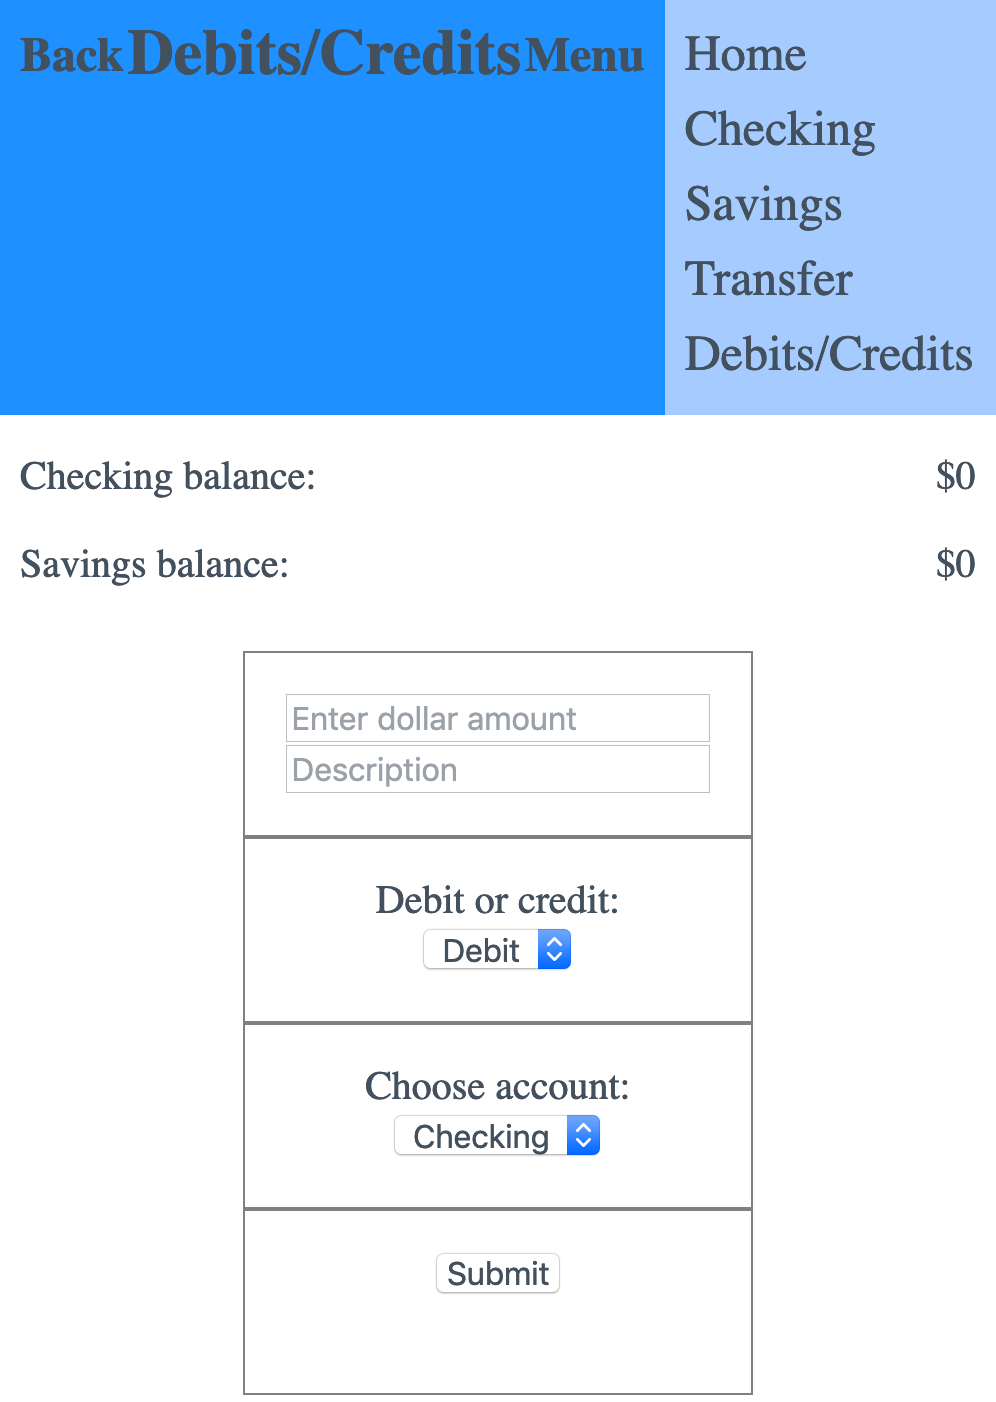 Back Debits/Credits Menu
Home
Checking
Savings
Transfer
Debits/Credits
Checking balance: $0
Savings balance: $0
Enter dollar amount
Description
Debit or credit:
Debit
Choose account:
Checking
Submit